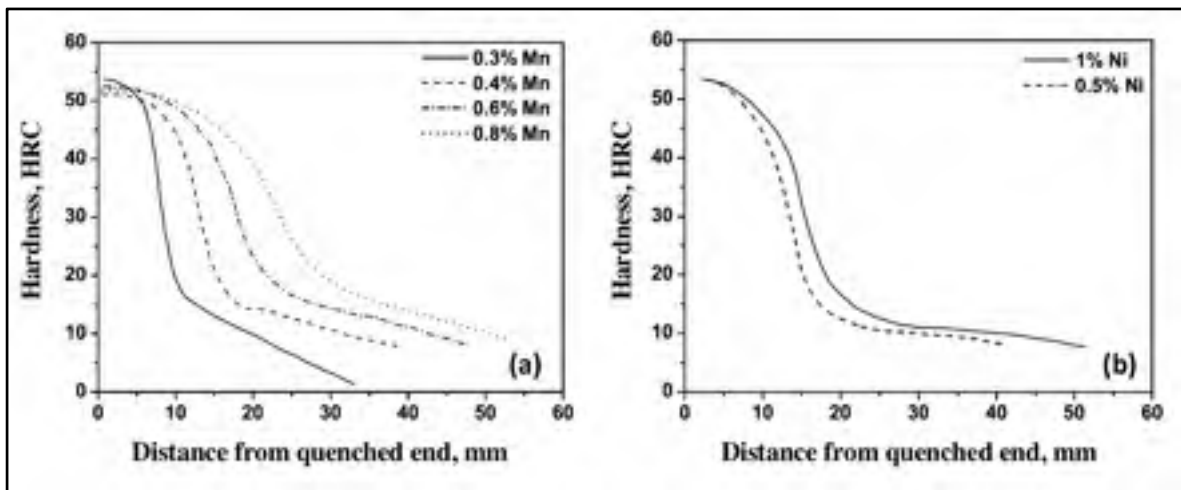 60
50
40
30
20
10
0
Hardness, HRC
0 10 20 30 40 50 60
Distance from quenched end, mm
0.3% Mn
0.4% Mn
0.6% Mn
0.8% Mn
(a)
60
50
40
30
20
10
0
Hardness, HRC
0 10 20 30 40 50 60
Distance from quenched end, mm
1% Ni
0.5% Ni
(b)